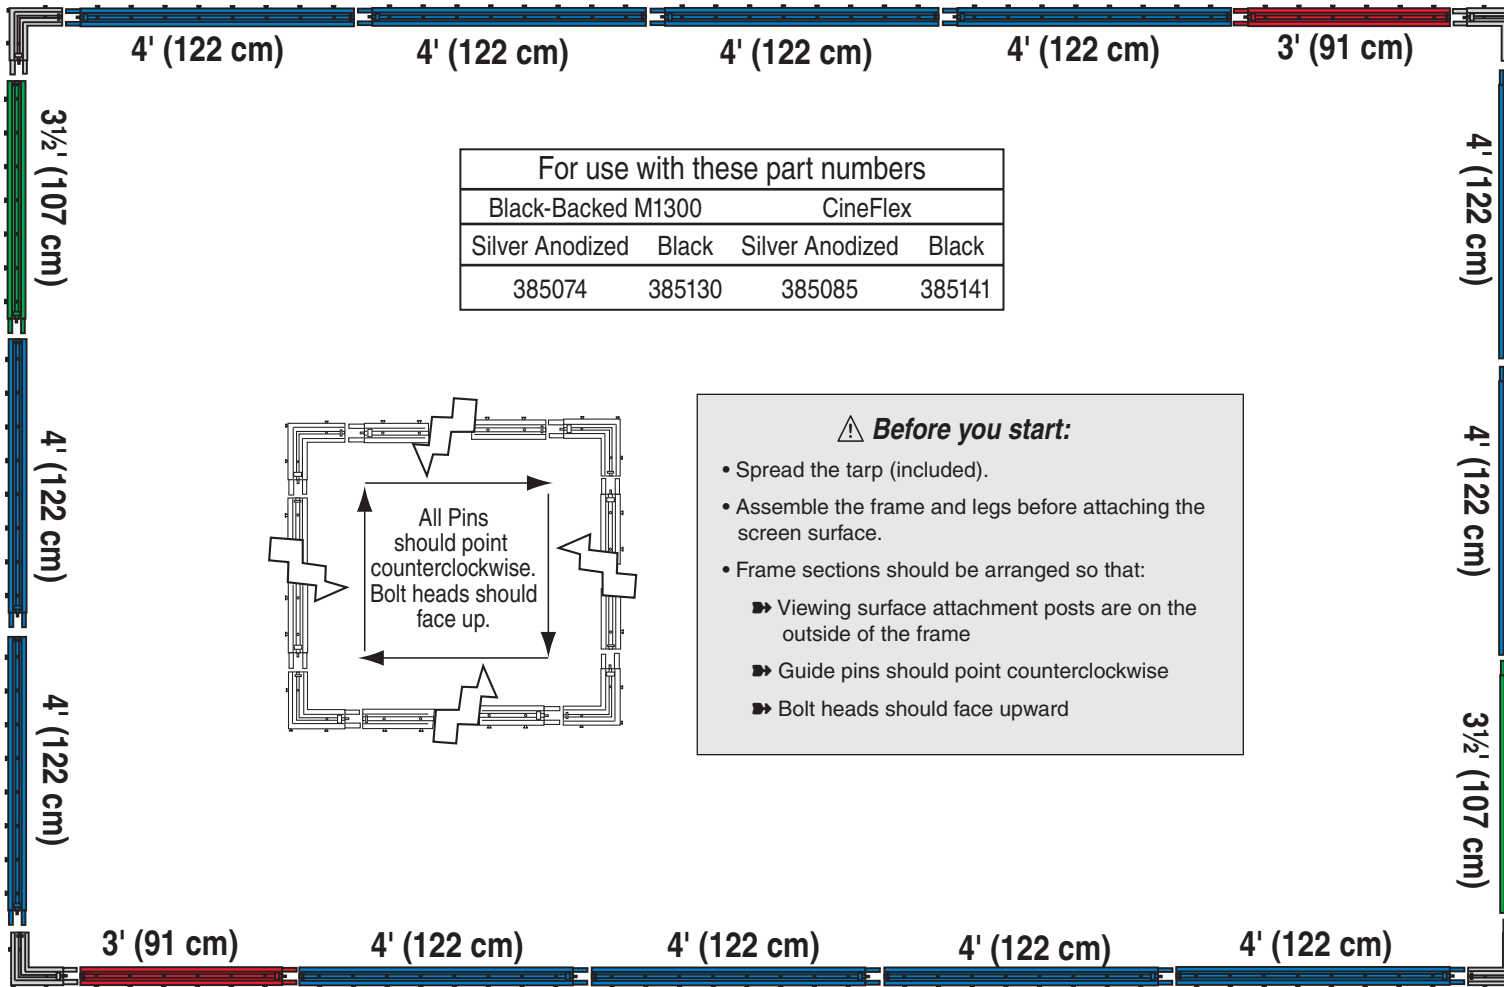 4' (122 cm) 4' (122 cm) 4' (122 cm) 4' (122 cm) 3' (91 cm)
3½' (107 cm)
4' (122 cm)
4' (122 cm)
4' (122 cm)
4' (122 cm)
3½' (107 cm)
For use with these part numbers
Black-Backed M1300 CineFlex
Silver Anodized Black Silver Anodized Black
385074 385130 385085 385141
All Pins
should point
counterclockwise.
Bolt heads should
face up.
⚠ Before you start:
• Spread the tarp (included).
• Assemble the frame and legs before attaching the
screen surface.
• Frame sections should be arranged so that:
➽ Viewing surface attachment posts are on the
outside of the frame
➽ Guide pins should point counterclockwise
➽ Bolt heads should face upward
3' (91 cm) 4' (122 cm) 4' (122 cm) 4' (122 cm) 4' (122 cm)